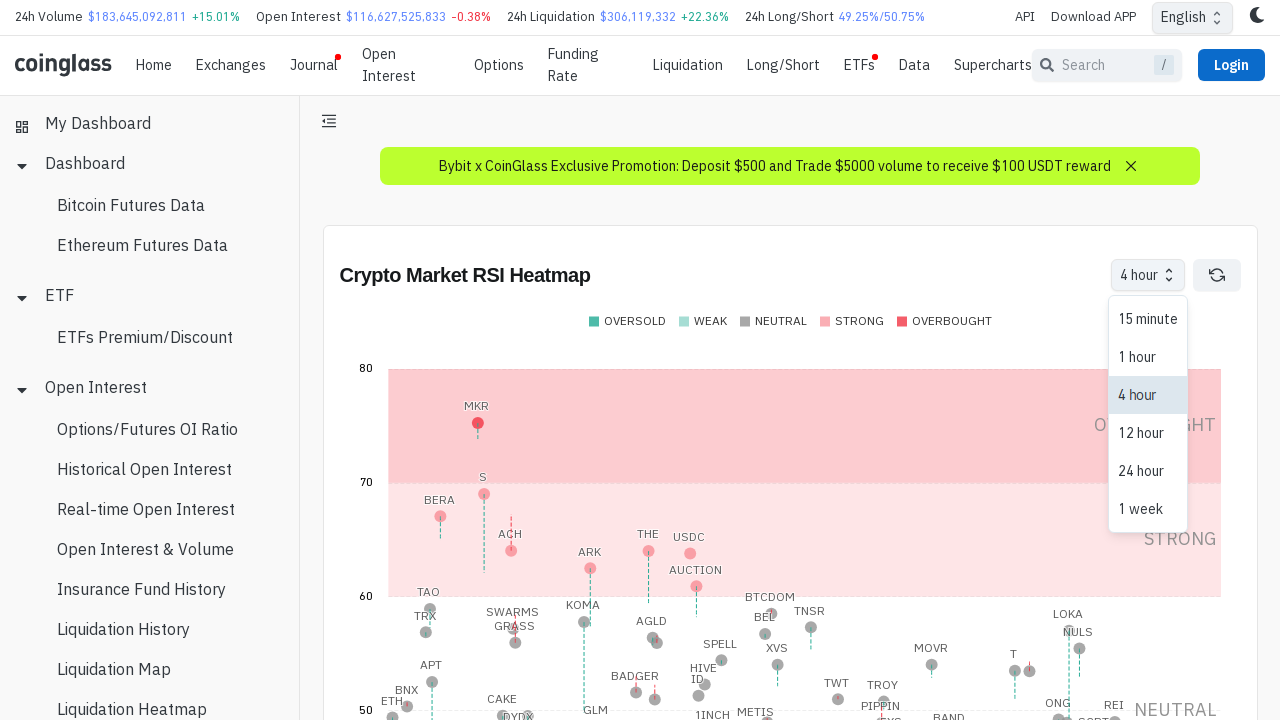 24h Volume $183,645,092,811 +15.01% Open Interest $116,627,525,833 -0.38% 24h Liquidation $306,119,332 +22.36% 24h Long/Short 49.25%/50.75% API Download APP English
coinglass Home Exchanges Journal Open Interest Options Funding Rate Liquidation Long/Short ETFs Data Supercharts Search / Login
My Dashboard
Dashboard
Bitcoin Futures Data
Ethereum Futures Data
ETF
ETFs Premium/Discount
Open Interest
Options/Futures OI Ratio
Historical Open Interest
Real-time Open Interest
Open Interest & Volume
Insurance Fund History
Liquidation History
Liquidation Map
Liquidation Heatmap
Bybit x CoinGlass Exclusive Promotion: Deposit $500 and Trade $5000 volume to receive $100 USDT reward
Crypto Market RSI Heatmap
4 hour
15 minute
1 hour
4 hour
12 hour
24 hour
1 week
OVERSOLD WEAK NEUTRAL STRONG OVERBOUGHT
80
MKR
70
S
BERA
ACH THE USDC
STRONG
ARK
AUCTION
60
TAO
BTCDOM
KOMA
SWARMS TNSR
TRX BEL LOKA
GRASS AGLD
NULS
SPELL XVS MOVR T
APT
HIVE
BADGER ID
TWT TROY
BNX
ETH CAKE
PIPPIN ONG REI
50
GLM METIS NEUTRAL
DYDX 1INCH BAND